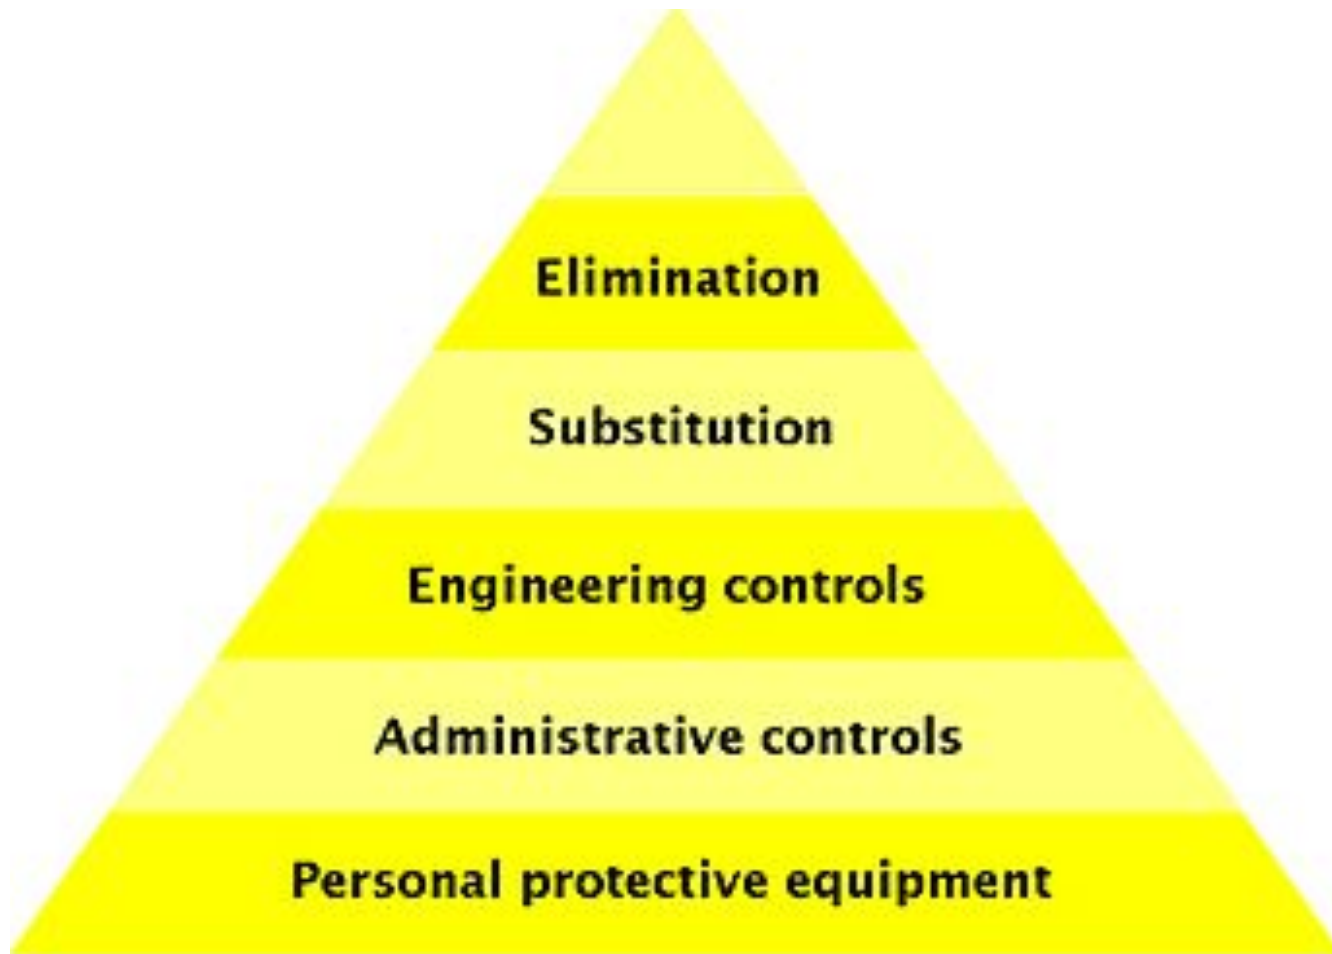 Elimination
Substitution
Engineering controls
Administrative controls
Personal protective equipment